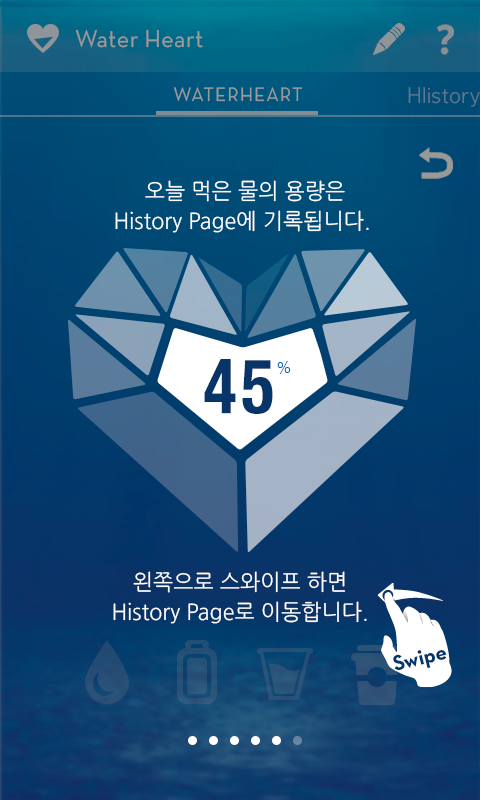 Water Heart
?
WATERHEART
HIistory
오늘 먹은 물의 용량은
History Page에 기록됩니다.
45%
왼쪽으로 스와이프 하면
History Page로 이동합니다.
Swipe